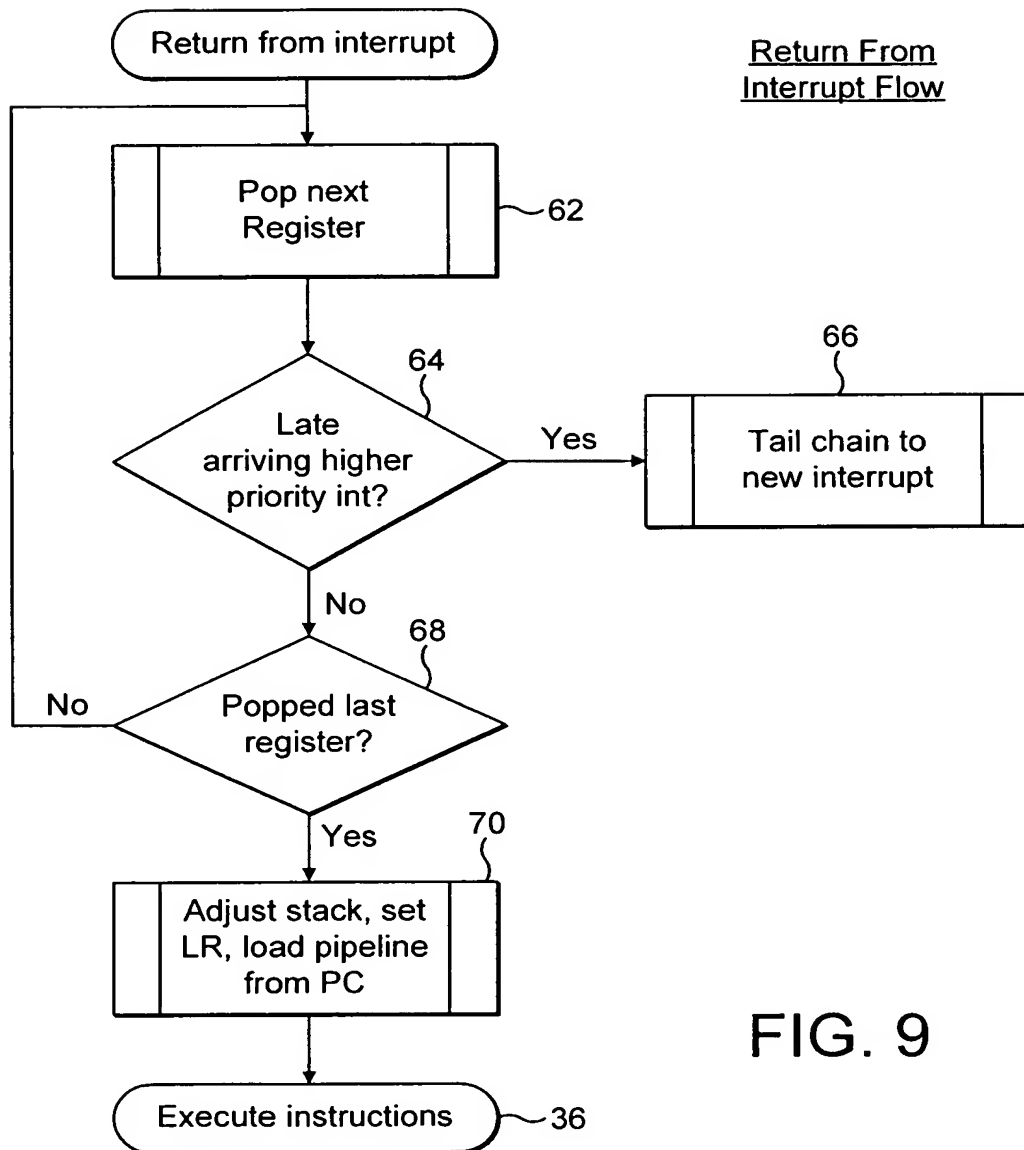 Return from interrupt
Return From
Interrupt Flow
Pop next
Register
62
64
66
Late
arriving higher
priority int?
Yes
Tail chain to
new interrupt
No
68
No
Popped last
register?
Yes
70
Adjust stack, set
LR, load pipeline
from PC
FIG. 9
Execute instructions
36